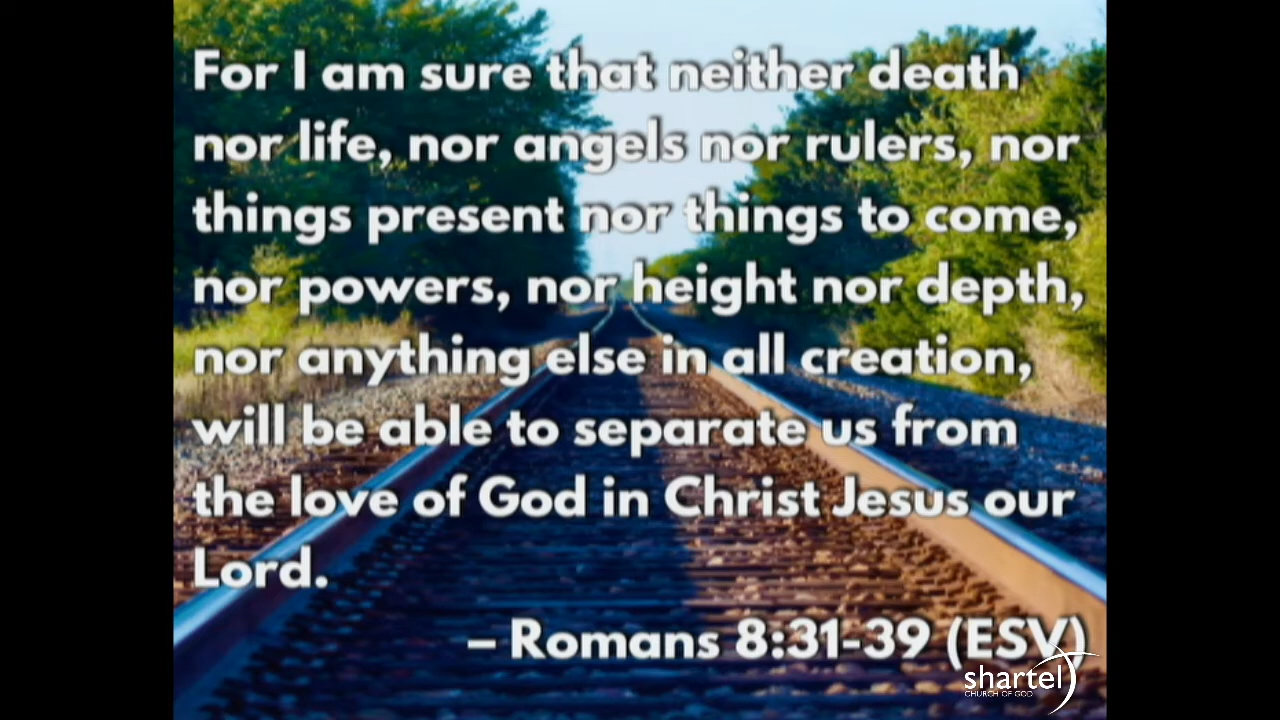 For I am sure that neither death
nor life, nor angels nor rulers, nor
things present nor things to come,
nor powers, nor height nor depth,
nor anything else in all creation,
will be able to separate us from
the love of God in Christ Jesus our
Lord.
– Romans 8:31-39 (ESV)
shartel
CHURCH OF GOD